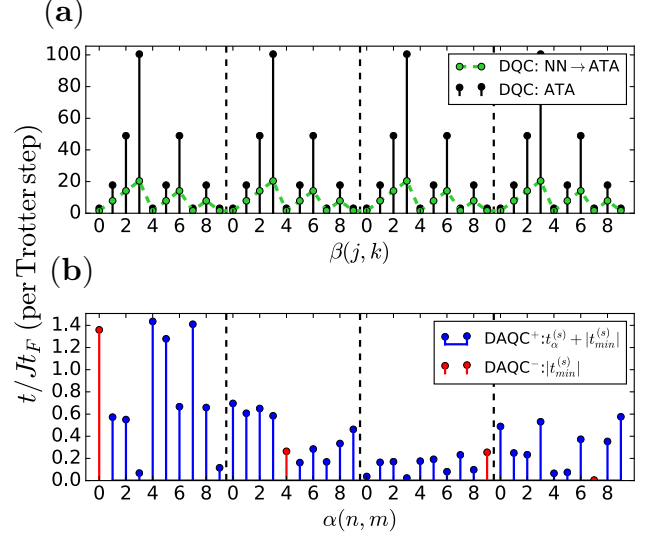 (a)
100
80
60
40
20
0
DQC: NN→ATA
DQC: ATA
0 2 4 6 8 0 2 4 6 8 0 2 4 6 8 0 2 4 6 8
β(j, k)
t/Jt_F (per Trotter step)
(b)
1.4
1.2
1.0
0.8
0.6
0.4
0.2
0.0
DAQC⁺:t_α^(s) + |t_min^(s)|
DAQC⁻:|t_min^(s)|
0 2 4 6 8 0 2 4 6 8 0 2 4 6 8 0 2 4 6 8
α(n, m)